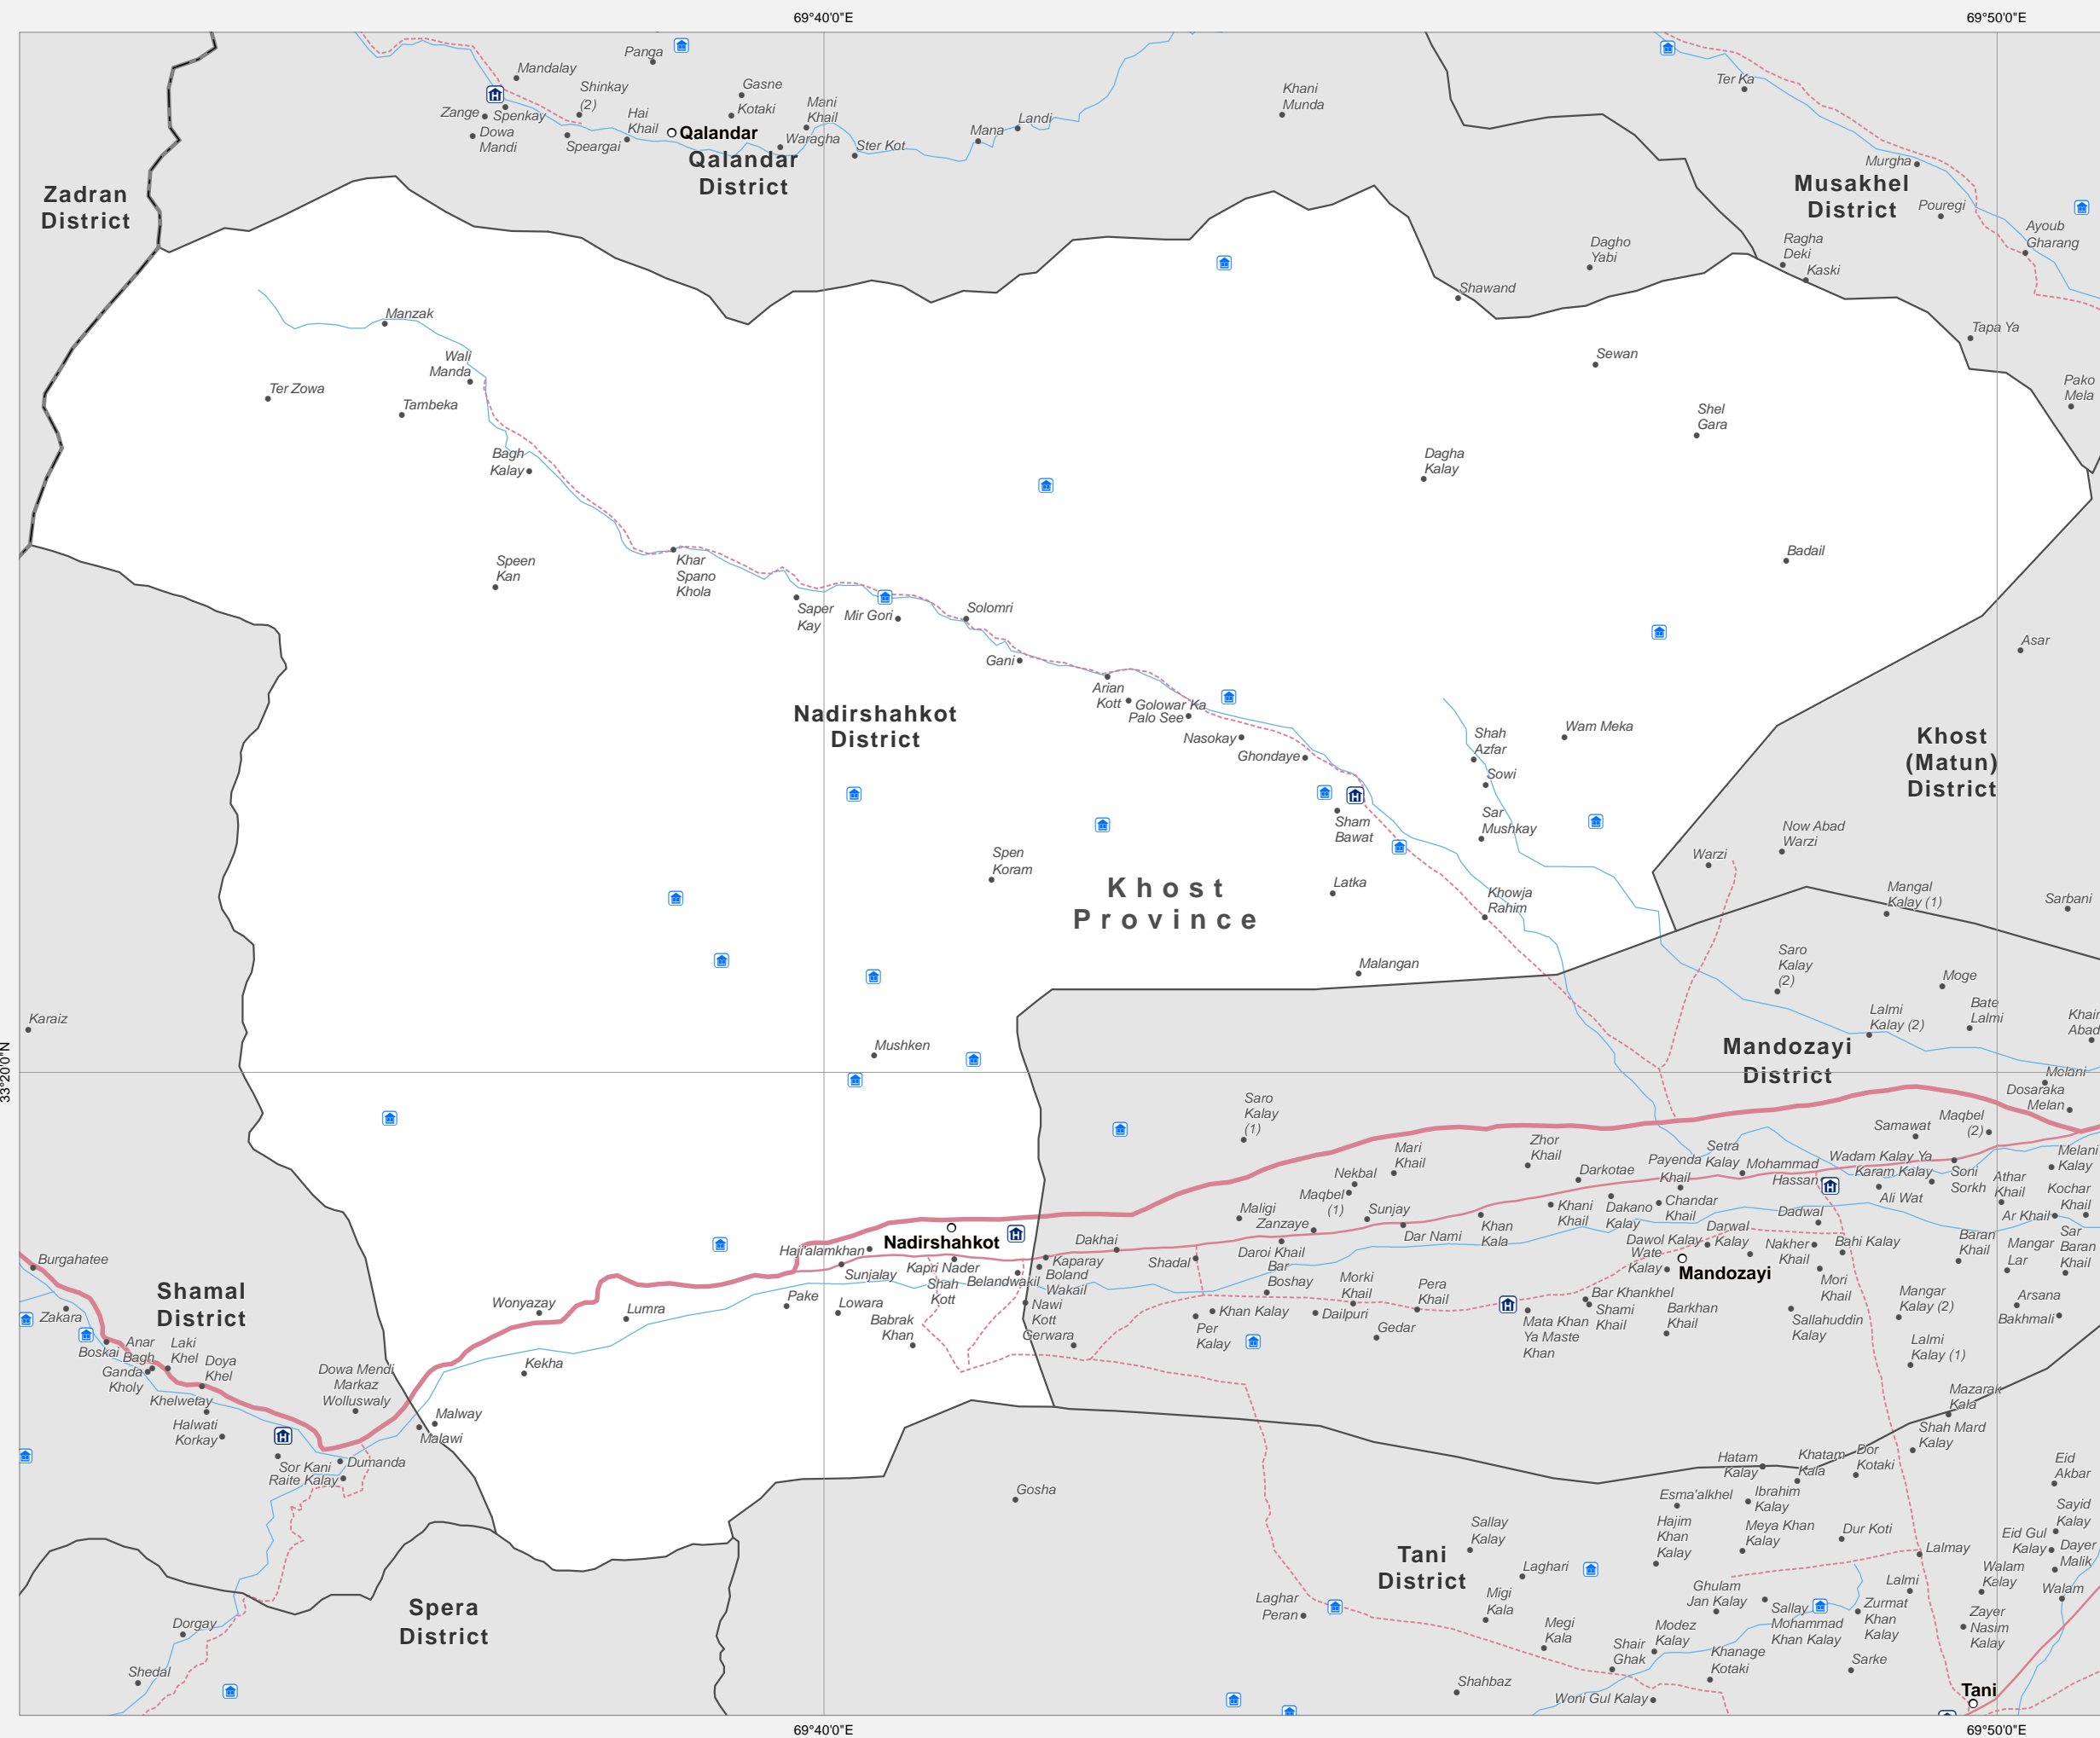 69°40'0"E
69°50'0"E
Panga
Mandalay
Shinkay
(2)
Gasne
Kotaki
Mani
Khail
Khani
Munda
Ter Ka
Zange
Spenkay
Hai
Khail
Qalandar
Waragha
Landi
Mana
Dowa
Mandi
Speargai
Ster Kot
Qalandar
District
Murgha
Zadran
District
Musakhel
District
Pouregi
Ayoub
Gharang
Dagho
Yabi
Ragha
Deki
Kaski
Shawand
Manzak
Tapa Ya
Wali
Manda
Sewan
Ter Zowa
Tambeka
Pako
Mela
Shel
Gara
Bagh
Kalay
Dagha
Kalay
Badail
Speen
Kan
Khar
Spano
Khola
Saper
Kay
Mir Gori
Solomri
Gani
Asar
Arian
Kott
Golowar Ka
Palo See
Nadirshahkot
District
Nasokay
Ghondaye
Shah
Azfar
Wam Meka
Khost
(Matun)
District
Sowi
Sar
Mushkay
Sham
Bawat
Now Abad
Warzi
Warzi
Spen
Koram
Khost
Province
Latka
Khowja
Rahim
Mangal
Kalay (1)
Sarbani
Malangan
Saro
Kalay
(2)
Moge
Karaiz
Lalmi
Kalay (2)
Bate
Lalmi
Khair
Abad
Mushken
33°20'0"N
Mandozayi
District
Melani
Dosaraka
Melan
Saro
Kalay
(1)
Maqbel
(2)
Samawat
Zhor
Khail
Mari
Khail
Setra
Kalay
Payenda
Khail
Mohammad
Hassan
Wadam Kalay Ya
Karam Kalay
Melani
Kalay
Nekbal
Darkotae
Soni
Sorkh
Athar
Khail
Kochar
Khail
Maqbel
(1)
Maligi
Zanzaye
Sunjay
Khani
Khail
Dakano
Kalay
Chandar
Khail
Ali Wat
Ar Khail
Dadwal
Khan
Kala
Dar Nami
Darwal
Kalay
Dawol Kalay
Wate
Kalay
Nakher
Khail
Bahi Kalay
Baran
Khail
Mangar
Lar
Sar
Baran
Khail
Nadirshahkot
Haji'alamkhan
Dakhai
Daroi Khail
Shadal
Kaparay
Kapri Nader
Shah
Kott
Sunjalay
Belandwakil
Boland
Wakail
Bar
Boshay
Morki
Khail
Pera
Khail
Mandozayi
Mori
Khail
Burgahatee
Shamal
District
Wonyazay
Lumra
Pake
Lowara
Babrak
Khan
Nawi
Kott
Gerwara
Per
Kalay
Khan Kalay
Dailpuri
Gedar
Bar Khankhel
Shami
Khail
Mata Khan
Ya Maste
Khan
Barkhan
Khail
Sallahuddin
Kalay
Mangar
Kalay (2)
Arsana
Bakhmali
Zakara
Boskai
Anar
Bagh
Laki
Khel
Ganda
Kholy
Doya
Khel
Khelwetay
Dowa Mendi
Markaz
Wolluswaly
Kekha
Lalmi
Kalay (1)
Halwati
Korkay
Malway
Malawi
Mazarak
Kala
Shah Mard
Kalay
Sor Kani
Dumanda
Raite Kalay
Hatam
Kalay
Khatam
Kala
Dor
Kotaki
Eid
Akbar
Gosha
Esma'alkhel
Ibrahim
Kalay
Sayid
Kalay
Sallay
Kalay
Hajim
Khan
Kalay
Meya Khan
Kalay
Dur Koti
Eid Gul
Kalay
Dayer
Malik
Lalmay
Tani
District
Laghari
Walam
Kalay
Walam
Lalmi
Ghulam
Jan Kalay
Spera
District
Laghar
Peran
Migi
Kala
Sallay
Mohammad
Khan Kalay
Zurmat
Khan
Kalay
Zayer
Nasim
Kalay
Dorgay
Megi
Kala
Modez
Kalay
Shair
Ghak
Khanage
Kotaki
Sarke
Shedal
Shahbaz
Woni Gul Kalay
Tani
69°40'0"E
69°50'0"E